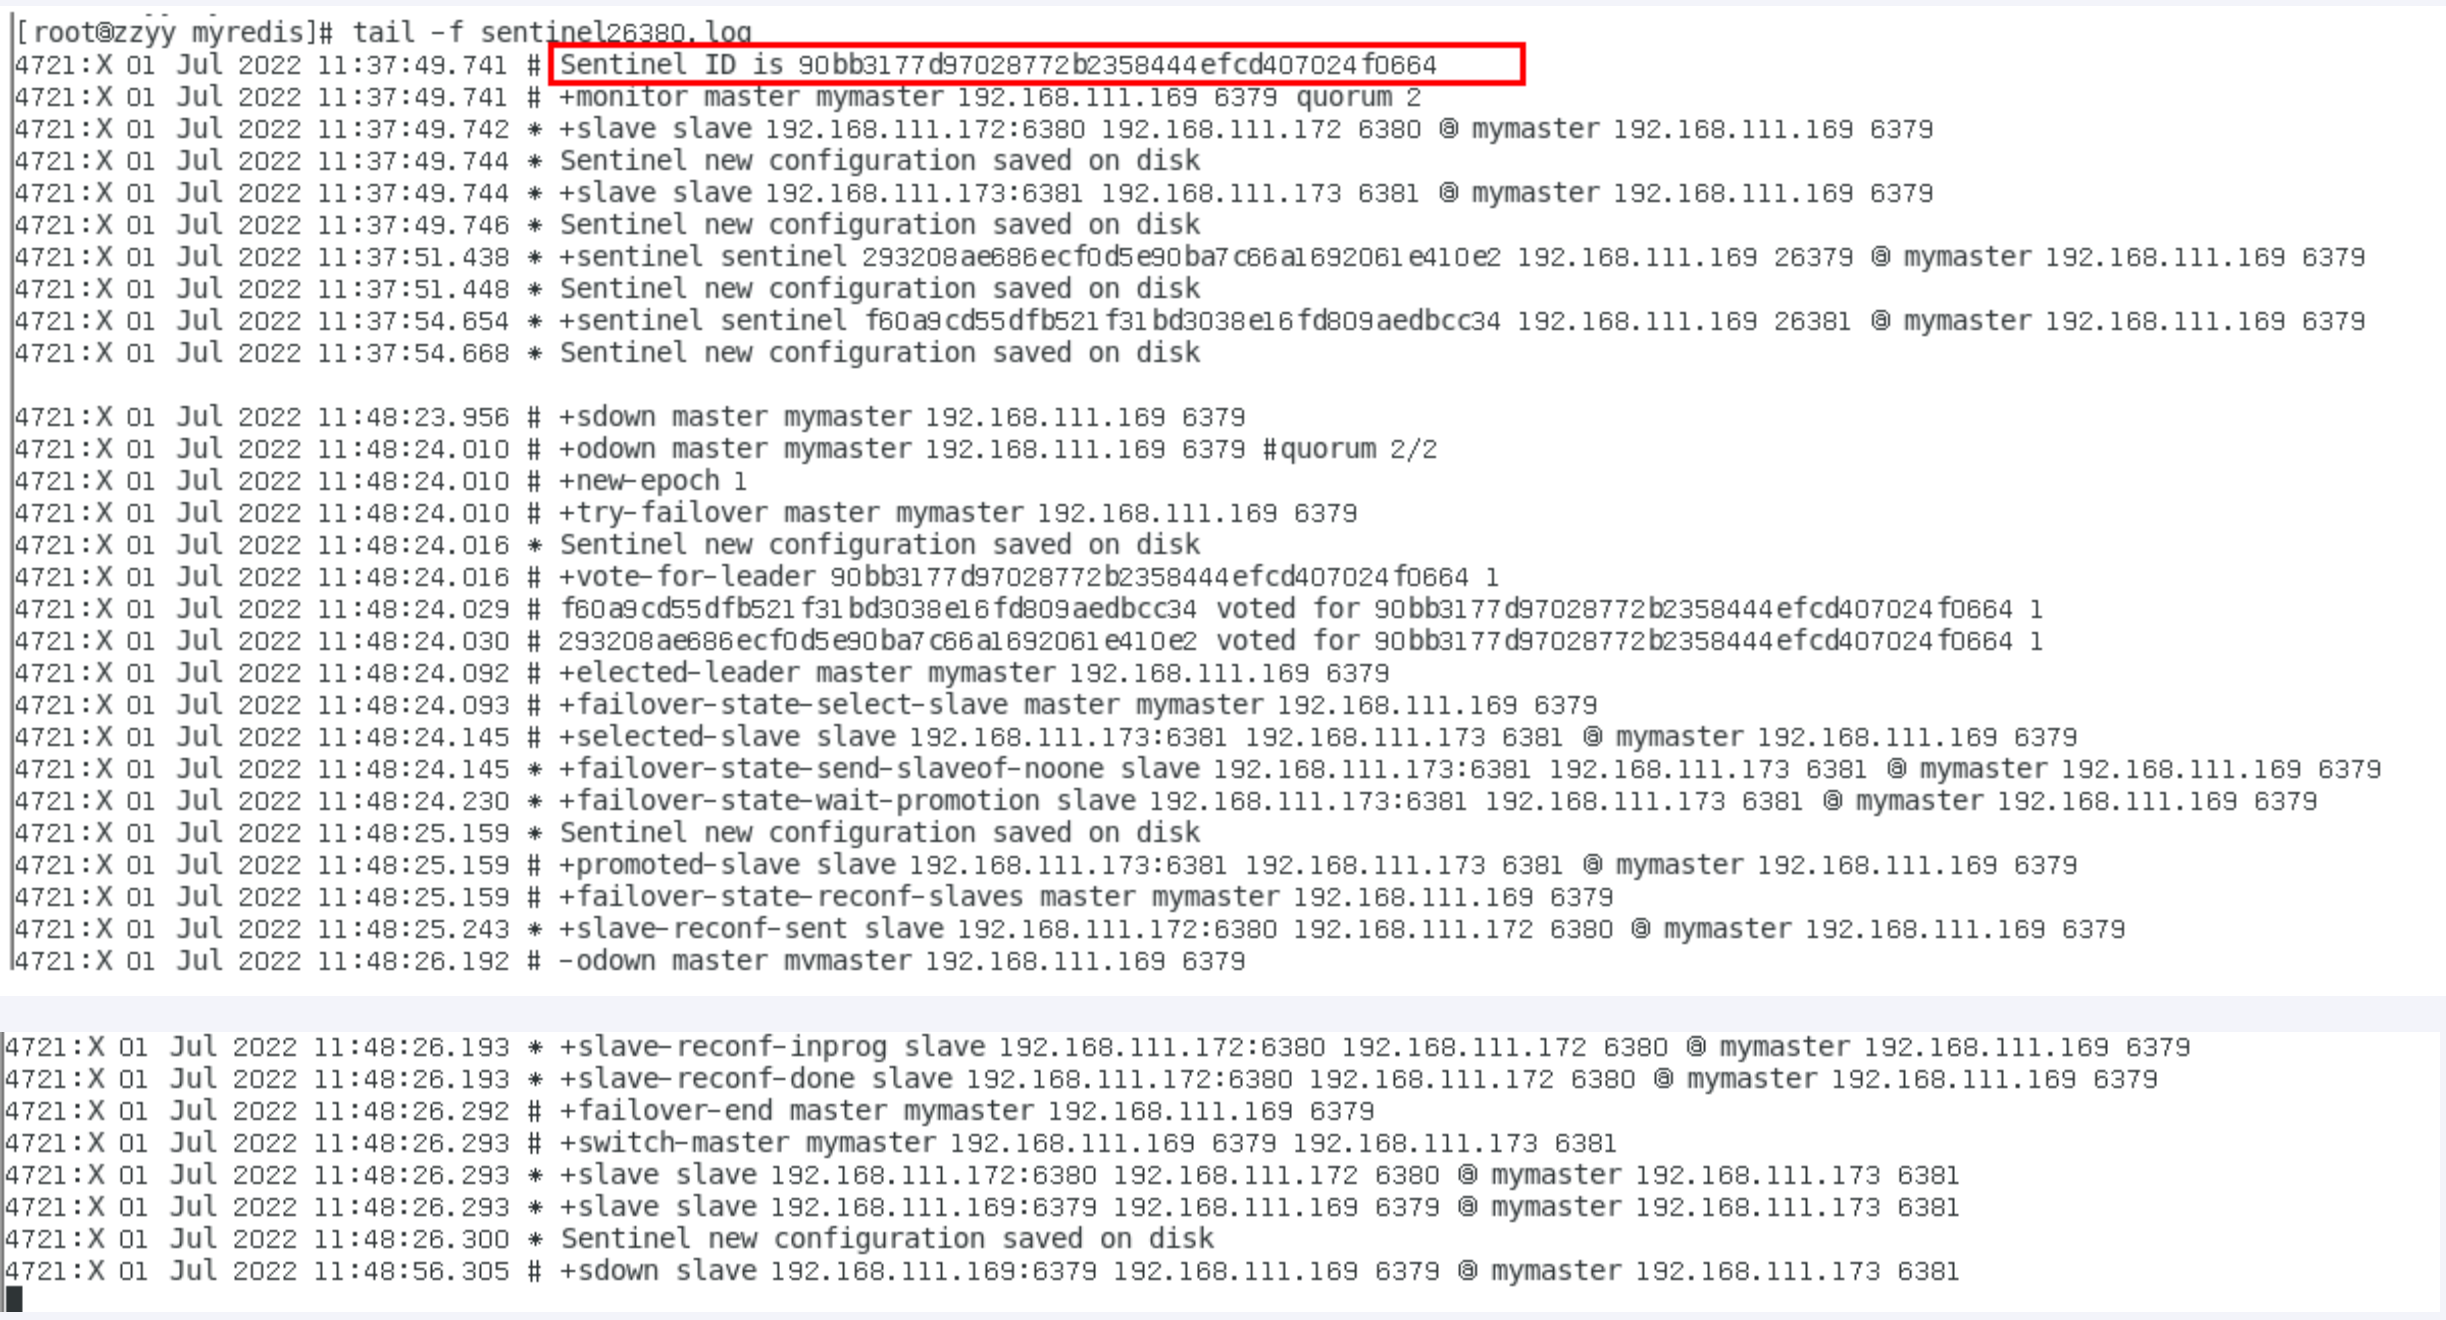 [root@zzyy myredis]# tail -f sentinel26380.log
4721:X 01 Jul 2022 11:37:49.741 # Sentinel ID is 90bb3177d97028772b2358444efcd407024f0664
4721:X 01 Jul 2022 11:37:49.741 # +monitor master mymaster 192.168.111.169 6379 quorum 2
4721:X 01 Jul 2022 11:37:49.742 * +slave slave 192.168.111.172:6380 192.168.111.172 6380 @ mymaster 192.168.111.169 6379
4721:X 01 Jul 2022 11:37:49.744 * Sentinel new configuration saved on disk
4721:X 01 Jul 2022 11:37:49.744 * +slave slave 192.168.111.173:6381 192.168.111.173 6381 @ mymaster 192.168.111.169 6379
4721:X 01 Jul 2022 11:37:49.746 * Sentinel new configuration saved on disk
4721:X 01 Jul 2022 11:37:51.438 * +sentinel sentinel 293208ae686ecf0d5e90ba7c66a1692061e410e2 192.168.111.169 26379 @ mymaster 192.168.111.169 6379
4721:X 01 Jul 2022 11:37:51.448 * Sentinel new configuration saved on disk
4721:X 01 Jul 2022 11:37:54.654 * +sentinel sentinel f60a9cd55dfb521f31bd3038e16fd809aedbcc34 192.168.111.169 26381 @ mymaster 192.168.111.169 6379
4721:X 01 Jul 2022 11:37:54.668 * Sentinel new configuration saved on disk
4721:X 01 Jul 2022 11:48:23.956 # +sdown master mymaster 192.168.111.169 6379
4721:X 01 Jul 2022 11:48:24.010 # +odown master mymaster 192.168.111.169 6379 #quorum 2/2
4721:X 01 Jul 2022 11:48:24.010 # +new-epoch 1
4721:X 01 Jul 2022 11:48:24.010 # +try-failover master mymaster 192.168.111.169 6379
4721:X 01 Jul 2022 11:48:24.016 * Sentinel new configuration saved on disk
4721:X 01 Jul 2022 11:48:24.016 # +vote-for-leader 90bb3177d97028772b2358444efcd407024f0664 1
4721:X 01 Jul 2022 11:48:24.029 # f60a9cd55dfb521f31bd3038e16fd809aedbcc34 voted for 90bb3177d97028772b2358444efcd407024f0664 1
4721:X 01 Jul 2022 11:48:24.030 # 293208ae686ecf0d5e90ba7c66a1692061e410e2 voted for 90bb3177d97028772b2358444efcd407024f0664 1
4721:X 01 Jul 2022 11:48:24.092 # +elected-leader master mymaster 192.168.111.169 6379
4721:X 01 Jul 2022 11:48:24.093 # +failover-state-select-slave master mymaster 192.168.111.169 6379
4721:X 01 Jul 2022 11:48:24.145 # +selected-slave slave 192.168.111.173:6381 192.168.111.173 6381 @ mymaster 192.168.111.169 6379
4721:X 01 Jul 2022 11:48:24.145 * +failover-state-send-slaveof-noone slave 192.168.111.173:6381 192.168.111.173 6381 @ mymaster 192.168.111.169 6379
4721:X 01 Jul 2022 11:48:24.230 * +failover-state-wait-promotion slave 192.168.111.173:6381 192.168.111.173 6381 @ mymaster 192.168.111.169 6379
4721:X 01 Jul 2022 11:48:25.159 * Sentinel new configuration saved on disk
4721:X 01 Jul 2022 11:48:25.159 # +promoted-slave slave 192.168.111.173:6381 192.168.111.173 6381 @ mymaster 192.168.111.169 6379
4721:X 01 Jul 2022 11:48:25.159 # +failover-state-reconf-slaves master mymaster 192.168.111.169 6379
4721:X 01 Jul 2022 11:48:25.243 * +slave-reconf-sent slave 192.168.111.172:6380 192.168.111.172 6380 @ mymaster 192.168.111.169 6379
4721:X 01 Jul 2022 11:48:26.192 # -odown master mymaster 192.168.111.169 6379
4721:X 01 Jul 2022 11:48:26.193 * +slave-reconf-inprog slave 192.168.111.172:6380 192.168.111.172 6380 @ mymaster 192.168.111.169 6379
4721:X 01 Jul 2022 11:48:26.193 * +slave-reconf-done slave 192.168.111.172:6380 192.168.111.172 6380 @ mymaster 192.168.111.169 6379
4721:X 01 Jul 2022 11:48:26.292 # +failover-end master mymaster 192.168.111.169 6379
4721:X 01 Jul 2022 11:48:26.293 # +switch-master mymaster 192.168.111.169 6379 192.168.111.173 6381
4721:X 01 Jul 2022 11:48:26.293 * +slave slave 192.168.111.172:6380 192.168.111.172 6380 @ mymaster 192.168.111.173 6381
4721:X 01 Jul 2022 11:48:26.293 * +slave slave 192.168.111.169:6379 192.168.111.169 6379 @ mymaster 192.168.111.173 6381
4721:X 01 Jul 2022 11:48:26.300 * Sentinel new configuration saved on disk
4721:X 01 Jul 2022 11:48:56.305 # +sdown slave 192.168.111.169:6379 192.168.111.169 6379 @ mymaster 192.168.111.173 6381